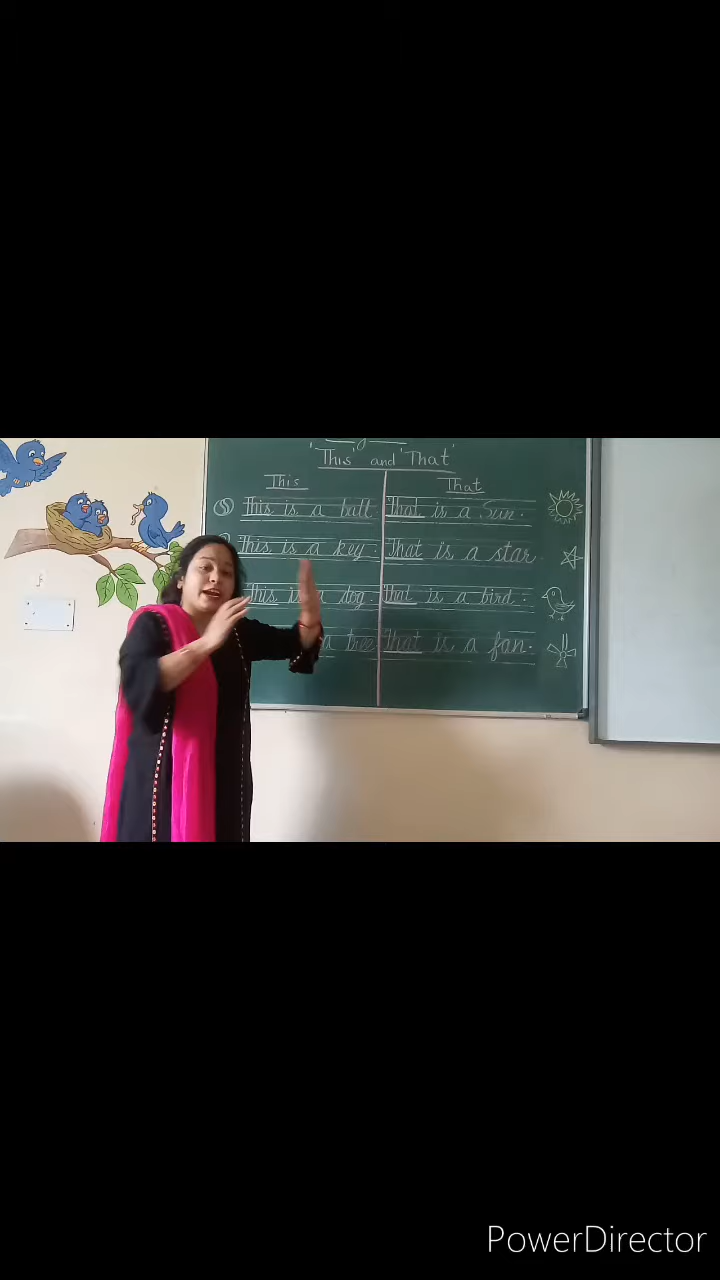 'This' and 'That'
This
That
This is a ball. That is a Sun.
This is a key. That is a star
This is a dog. That is a bird.
a tree That is a fan.
PowerDirector